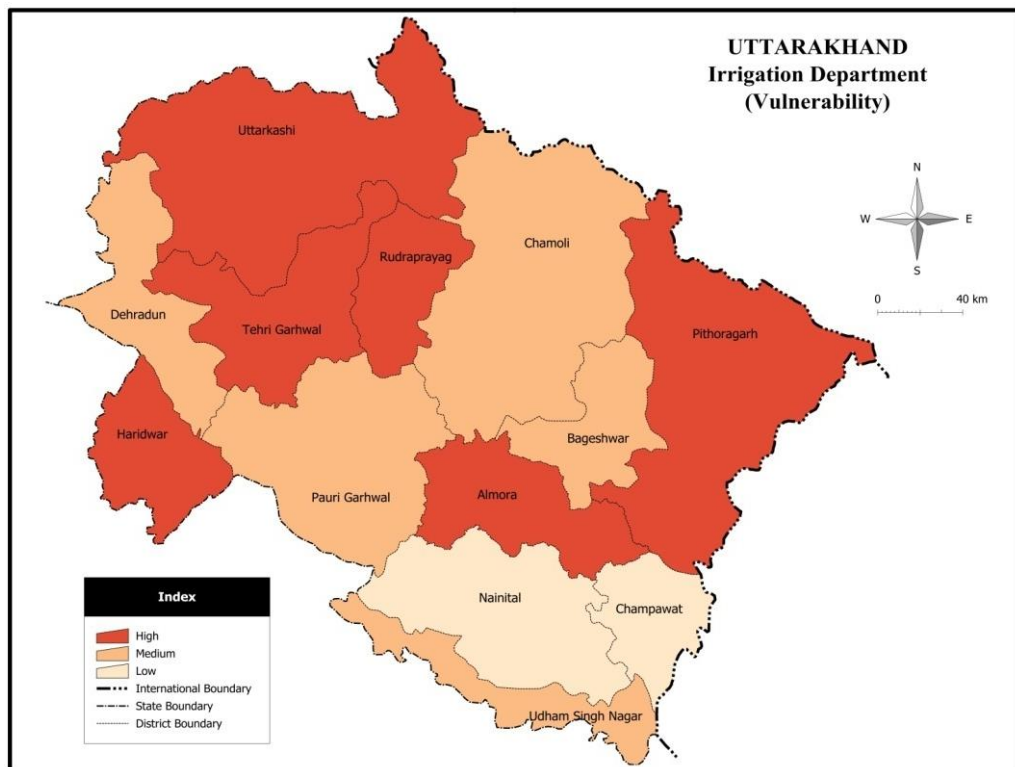 UTTARAKHAND
Irrigation Department
(Vulnerability)
N
W E
S
0 40 km
Uttarkashi
Chamoli
Rudraprayag
Dehradun
Tehri Garhwal
Pithoragarh
Haridwar
Bageshwar
Pauri Garhwal
Almora
Nainital
Champawat
Udham Singh Nagar
Index
High
Medium
Low
International Boundary
State Boundary
District Boundary